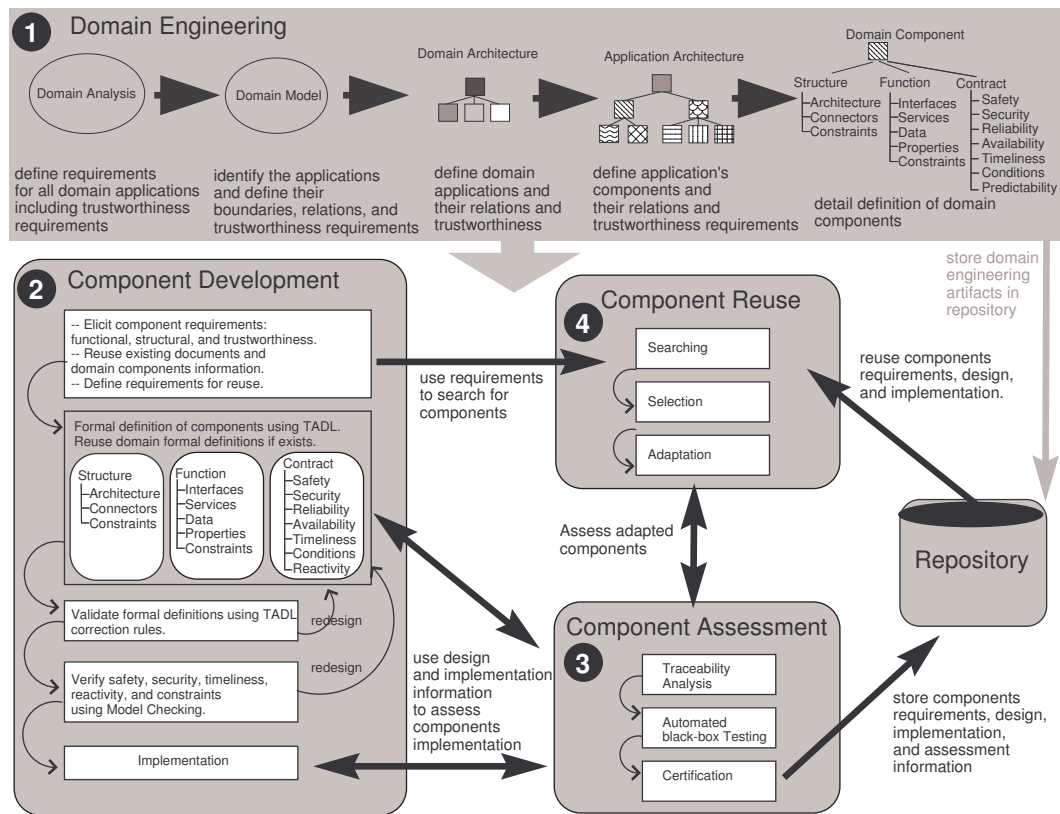 1 Domain Engineering
Domain Analysis
Domain Model
Domain Architecture
Application Architecture
Domain Component
Structure
Architecture
Connectors
Constraints
Function
Interfaces
Services
Data
Properties
Constraints
Contract
Safety
Security
Reliability
Availability
Timeliness
Conditions
Predictability
define requirements
for all domain applications
including trustworthiness
requirements
identify the applications
and define their
boundaries, relations, and
trustworthiness requirements
define domain
applications and
their relations and
trustworthiness
define application's
components and
their relations and
trustworthiness requirements
detail definition of domain
components
store domain
engineering
artifacts in
repository
2 Component Development
-- Elicit component requirements:
functional, structural, and trustworthiness.
-- Reuse existing documents and
domain components information.
-- Define requirements for reuse.
Formal definition of components using TADL.
Reuse domain formal definitions if exists.
Structure
Architecture
Connectors
Constraints
Function
Interfaces
Services
Data
Properties
Constraints
Contract
Safety
Security
Reliability
Availability
Timeliness
Conditions
Reactivity
Validate formal definitions using TADL
correction rules.
redesign
Verify safety, security, timeliness,
reactivity, and constraints
using Model Checking.
redesign
Implementation
use requirements
to search for
components
4 Component Reuse
Searching
Selection
Adaptation
reuse components
requirements, design,
and implementation.
Assess adapted
components
Repository
use design
and implementation
information
to assess
components
implementation
Component Assessment
3
Traceability
Analysis
Automated
black-box Testing
Certification
store components
requirements, design,
implementation,
and assessment
information